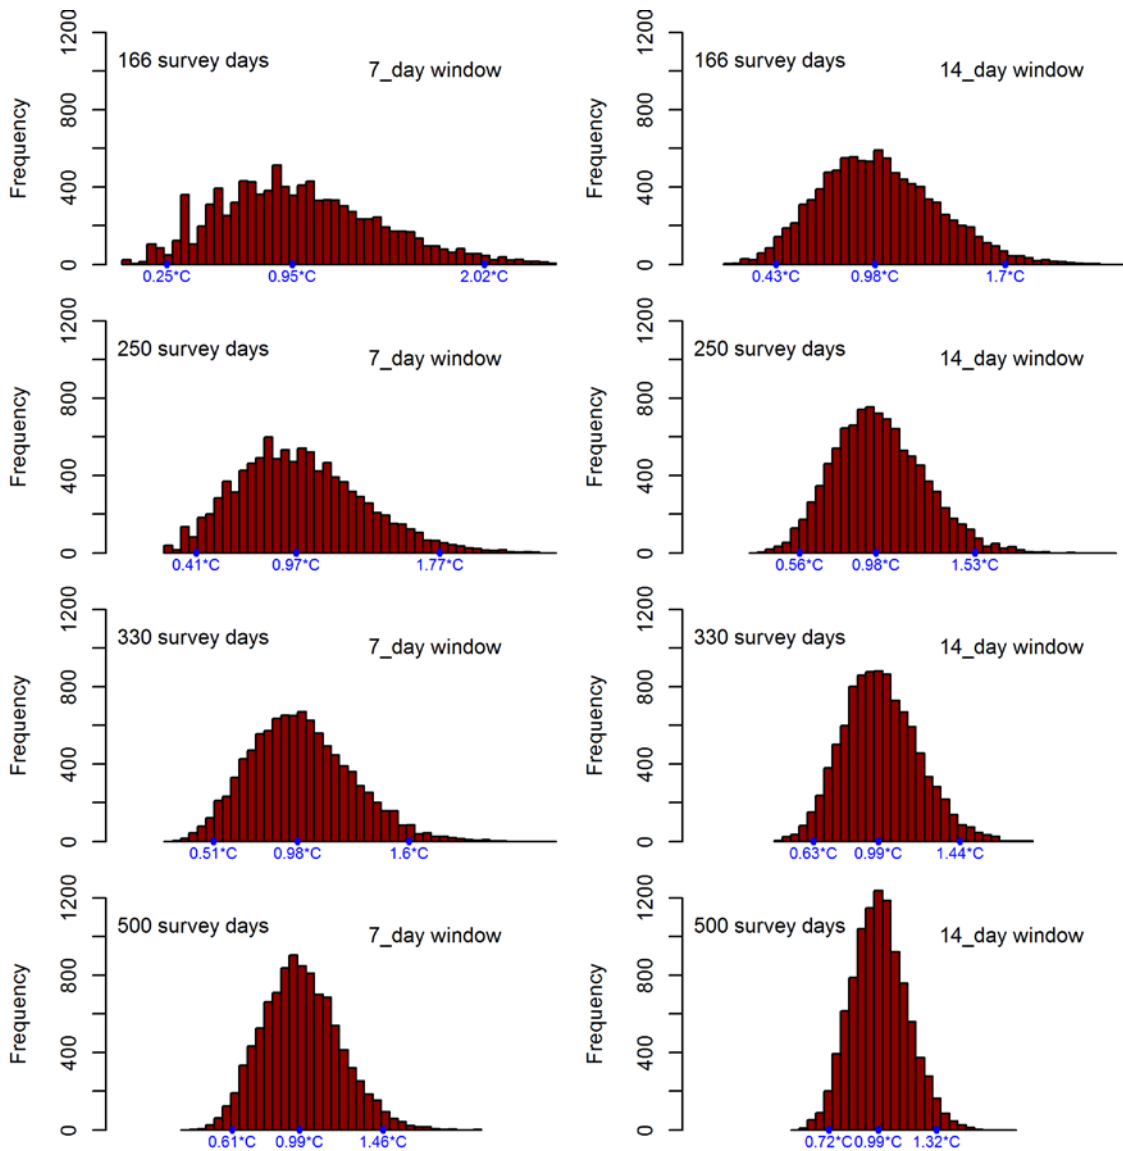 1200
800
400
0
Frequency
166 survey days
7_day window
0.25*C 0.95*C 2.02*C
1200
800
400
0
Frequency
166 survey days
14_day window
0.43*C 0.98*C 1.7*C
1200
800
400
0
Frequency
250 survey days
7_day window
0.41*C 0.97*C 1.77*C
1200
800
400
0
Frequency
250 survey days
14_day window
0.56*C 0.98*C 1.53*C
1200
800
400
0
Frequency
330 survey days
7_day window
0.51*C 0.98*C 1.6*C
1200
800
400
0
Frequency
330 survey days
14_day window
0.63*C 0.99*C 1.44*C
1200
800
400
0
Frequency
500 survey days
7_day window
0.61*C 0.99*C 1.46*C
1200
800
400
0
Frequency
500 survey days
14_day window
0.72*C 0.99*C 1.32*C